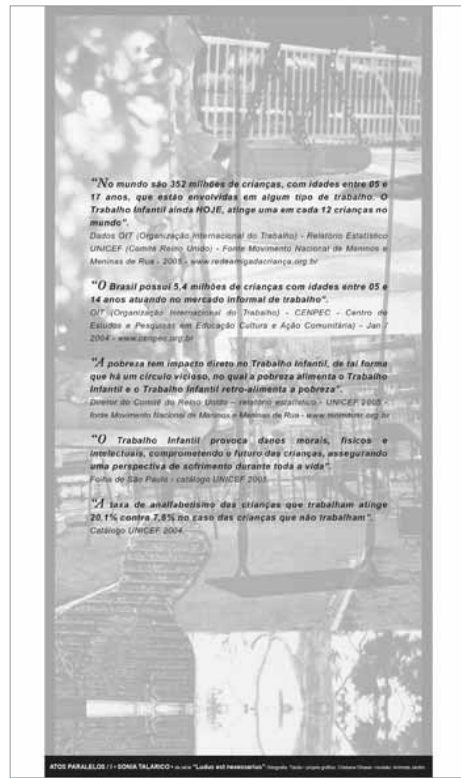 “No mundo são 352 milhões de crianças, com idades entre 05 e
17 anos, que estão envolvidas em algum tipo de trabalho. O
Trabalho Infantil ainda HOJE, atinge uma em cada 12 crianças no
mundo”.
Dados OIT (Organização Internacional do Trabalho) - Relatório Estatístico
UNICEF (Comitê Reino Unido) - Fonte Movimento Nacional de Meninos e
Meninas de Rua - 2005 - www.redeamigadacriança.org.br
“O Brasil possui 5,4 milhões de crianças com idades entre 05 e
14 anos atuando no mercado informal de trabalho”.
OIT (Organização Internacional do Trabalho) - CENPEC - Centro de
Estudos e Pesquisas em Educação Cultura e Ação Comunitária) - Jan /
2004 - www.cenpec.org.br
“A pobreza tem impacto direto no Trabalho Infantil, de tal forma
que há um círculo vicioso, no qual a pobreza alimenta o Trabalho
Infantil e o Trabalho Infantil retro-alimenta a pobreza”.
Diretor do Comitê do Reino Unido – relatório estatístico - UNICEF 2005 -
fonte Movimento Nacional de Meninos e Meninas de Rua - www.mnmmr.org.br
“O Trabalho Infantil provoca danos morais, físicos e
intelectuais, comprometendo o futuro das crianças, assegurando
uma perspectiva de sofrimento durante toda a vida”.
Folha de São Paulo - catálogo UNICEF 2005.
“A taxa de analfabetismo das crianças que trabalham atinge
20,1% contra 7,8% no caso das crianças que não trabalham”.
Catálogo UNICEF 2004.
ATOS PARALELOS / I • SONIA TALARICO • da série “Ludus est necessarius”